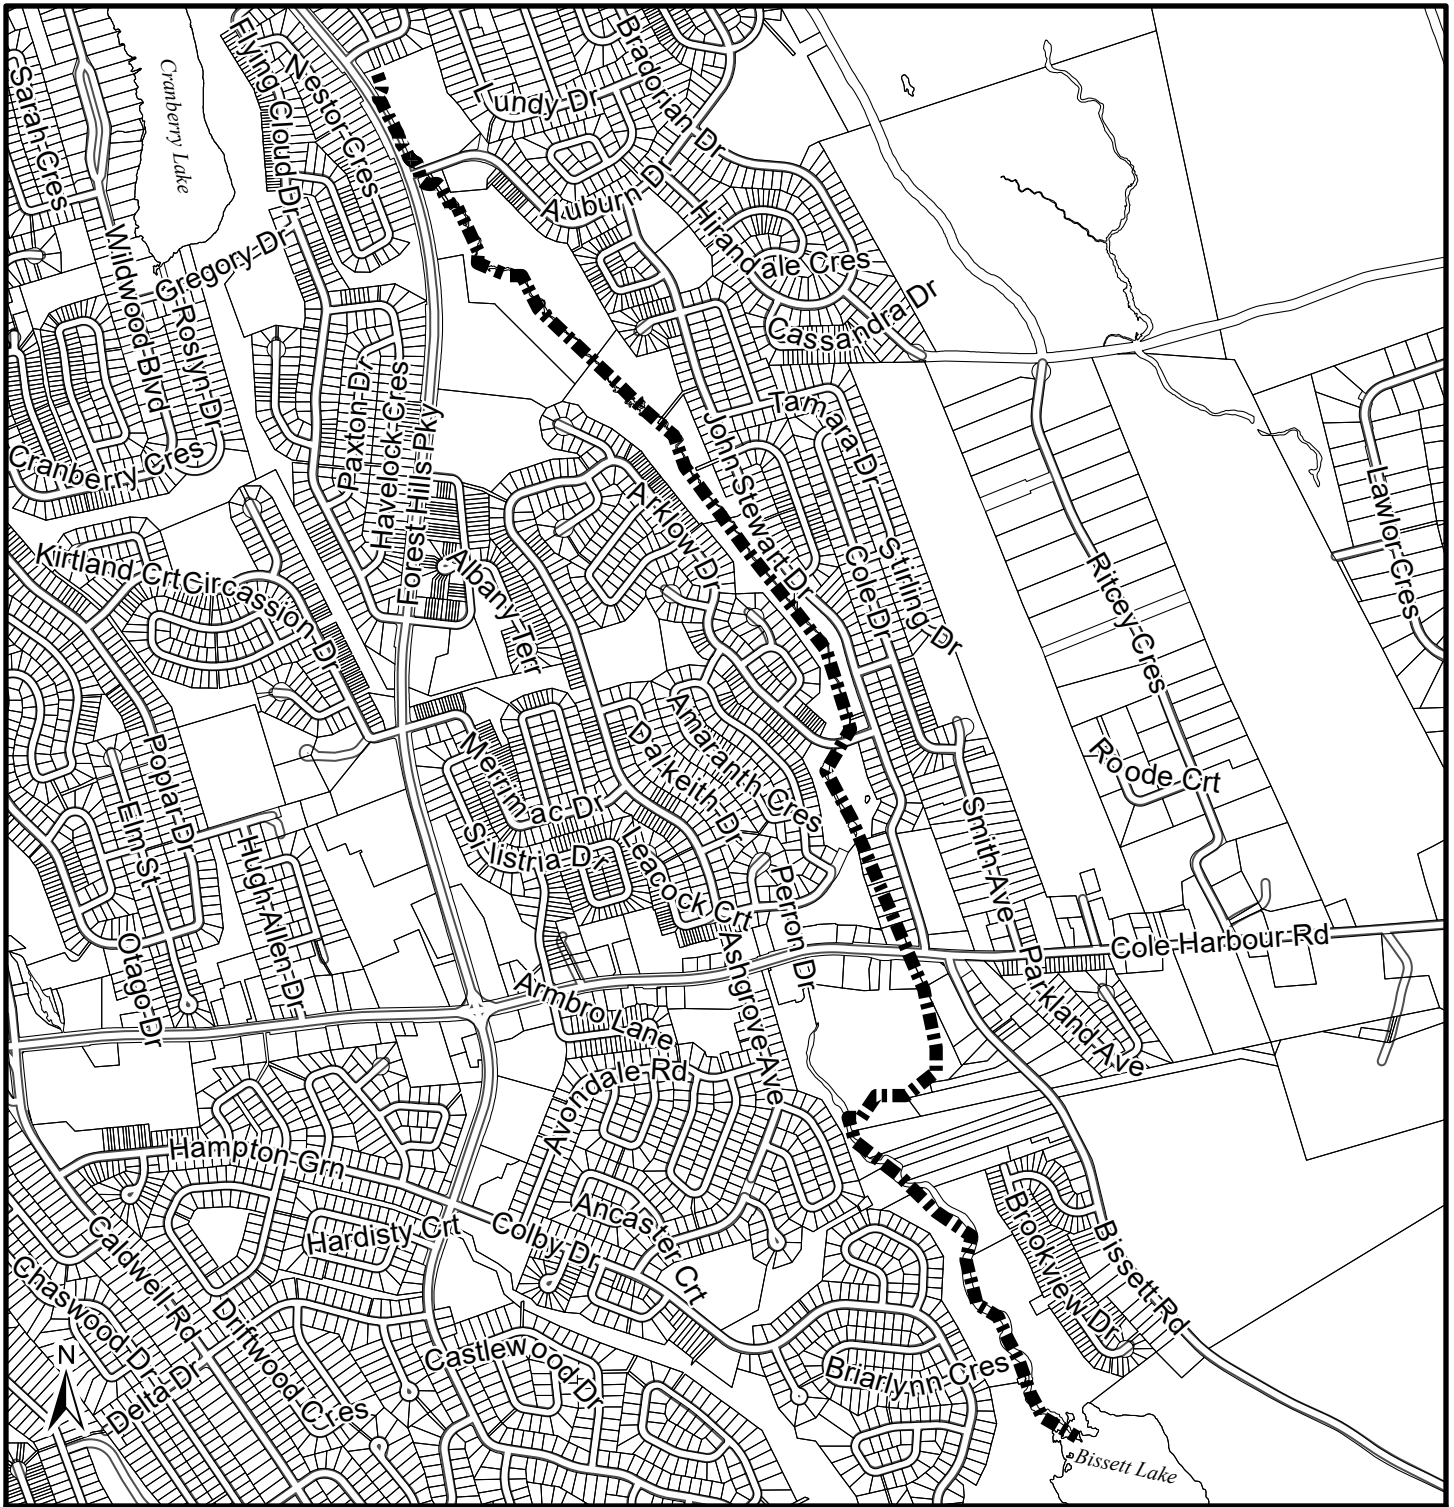 Flying-Cloud-Dr
Nestor-Cres
Bradorian-Dr
Lundy-Dr
Sarah-Cres
Cranberry Lake
Auburn-Dr
Hirandale Cres
Cassandra-Dr
Gregory-Dr
Wildwood-Blvd
Roslyn-Dr
Paxton-Dr
Havelock-Cres
Forest-Hills-Pky
Cranberry-Cres
John-Stewart-Dr
Tamara-Dr
Arklow-Dr
Cole-Dr
Stirling-Dr
Ritcey-Cres
Lawlor-Cres
Kirtland Crt
Circassion-Dr
Albany-Terr
Amaranth Cres
Dalkeith-Dr
Merrimac-Dr
Silistria-Dr
Leacock Crt
Poplar-Dr
Elm-St
Hugh-Allen-Dr
Otago-Dr
Perron Dr
Smith-Ave
Roode-Crt
Cole-Harbour-Rd
Parkland-Ave
Armbro Lane
Ashgrove-Ave
Avondale-Rd
Hampton-Grn
Hardisty Crt
Colby-Dr
Ancaster Crt
Caldwell-Rd
Chaswood-Dr
Driftwood-Cres
Delta-Dr
Castlewood Dr
Briarlynn-Cres
Brookview-Dr
Bissett-Rd
Bissett Lake
N